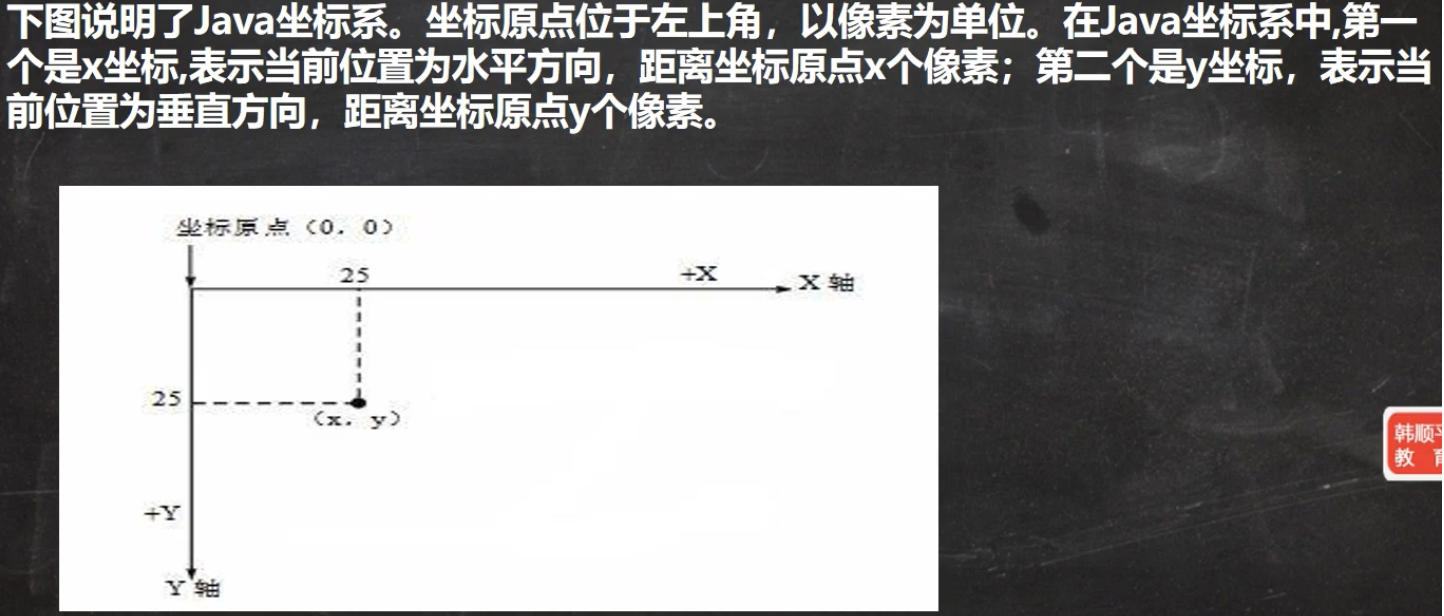 下图说明了Java坐标系。坐标原点位于左上角，以像素为单位。在Java坐标系中,第一
个是x坐标,表示当前位置为水平方向，距离坐标原点x个像素；第二个是y坐标，表示当
前位置为垂直方向，距离坐标原点y个像素。
坐标原点（0，0）
25
+X
X 轴
25
（x，y）
+Y
Y 轴
韩顺平
教 育